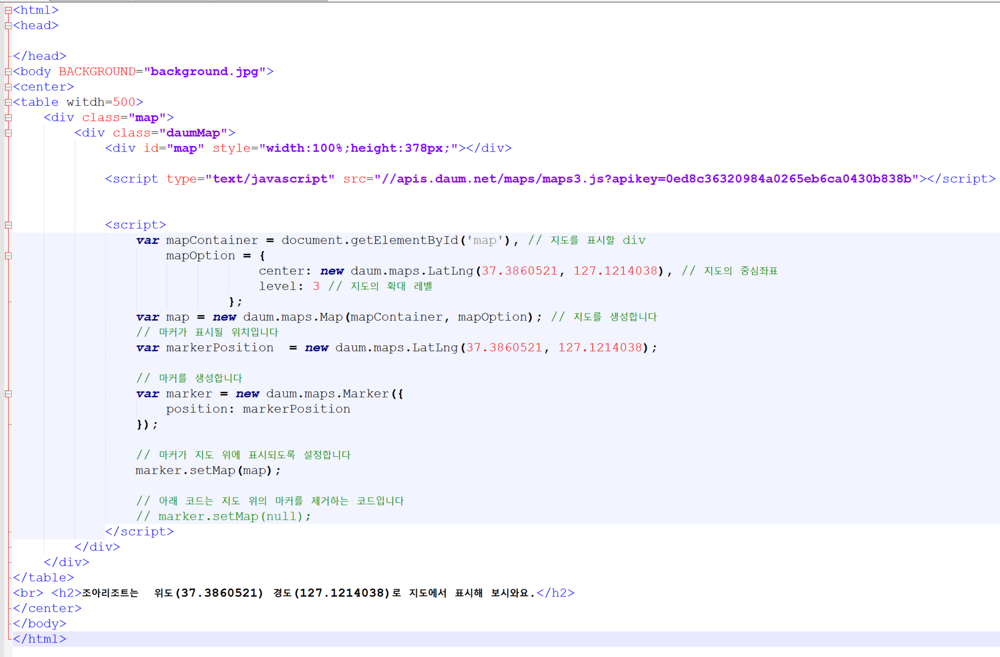 <html>
<head>
</head>
<body BACKGROUND="background.jpg">
<center>
<table witdh=500>
<div class="map">
<div class="daumMap">
<div id="map" style="width:100%;height:378px;"></div>
<script type="text/javascript" src="//apis.daum.net/maps/maps3.js?apikey=0ed8c36320984a0265eb6ca0430b838b"></script>
<script>
var mapContainer = document.getElementById('map'), // 지도를 표시할 div
mapOption = {
center: new daum.maps.LatLng(37.3860521, 127.1214038), // 지도의 중심좌표
level: 3 // 지도의 확대 레벨
};
var map = new daum.maps.Map(mapContainer, mapOption); // 지도를 생성합니다
// 마커가 표시될 위치입니다
var markerPosition  = new daum.maps.LatLng(37.3860521, 127.1214038);
// 마커를 생성합니다
var marker = new daum.maps.Marker({
position: markerPosition
});
// 마커가 지도 위에 표시되도록 설정합니다
marker.setMap(map);
// 아래 코드는 지도 위의 마커를 제거하는 코드입니다
// marker.setMap(null);
</script>
</div>
</div>
</table>
<br> <h2>조아리조트는  위도(37.3860521) 경도(127.1214038)로 지도에서 표시해 보시와요.</h2>
</center>
</body>
</html>